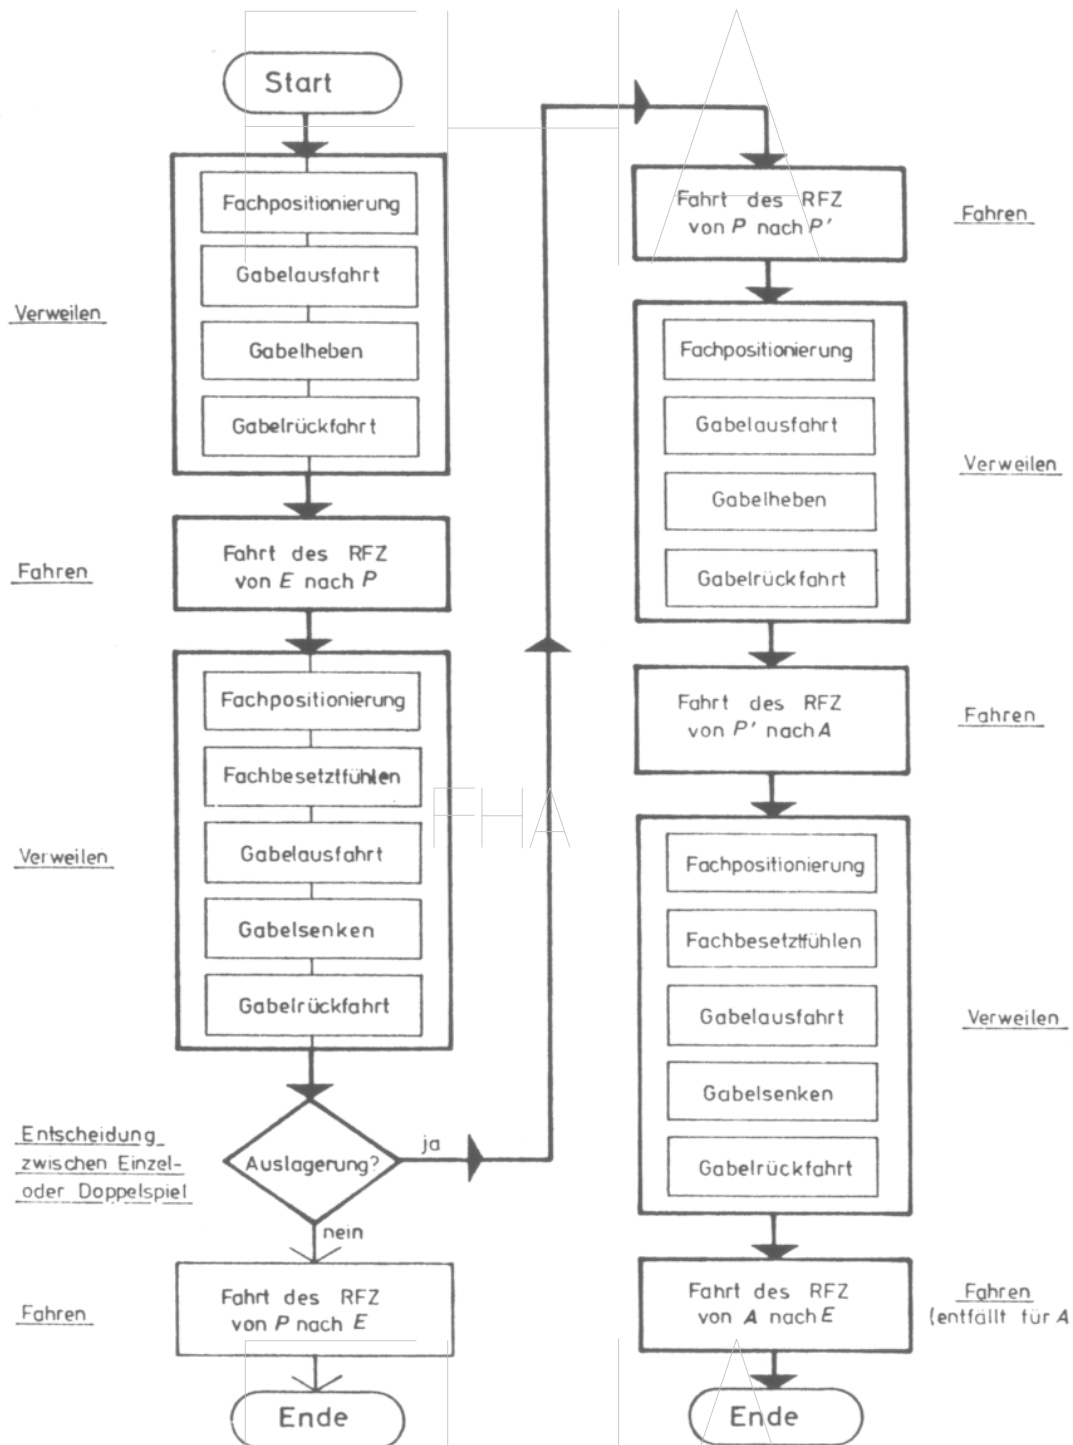 Start
Fachpositionierung
Gabelausfahrt
Gabelheben
Gabelrückfahrt
Verweilen
Fahrt des RFZ
von E nach P
Fahren
Fachpositionierung
Fachbesetztfühlen
Gabelausfahrt
Gabelsenken
Gabelrückfahrt
Verweilen
Auslagerung?
ja
nein
Entscheidung
zwischen Einzel-
oder Doppelspiel
Fahrt des RFZ
von P nach E
Fahren
Ende
Fahrt des RFZ
von P nach P'
Fahren
Fachpositionierung
Gabelausfahrt
Gabelheben
Gabelrückfahrt
Verweilen
Fahrt des RFZ
von P' nach A
Fahren
Fachpositionierung
Fachbesetztfühlen
Gabelausfahrt
Gabelsenken
Gabelrückfahrt
Verweilen
Fahrt des RFZ
von A nach E
Fahren
(entfällt für A
Ende
FHA